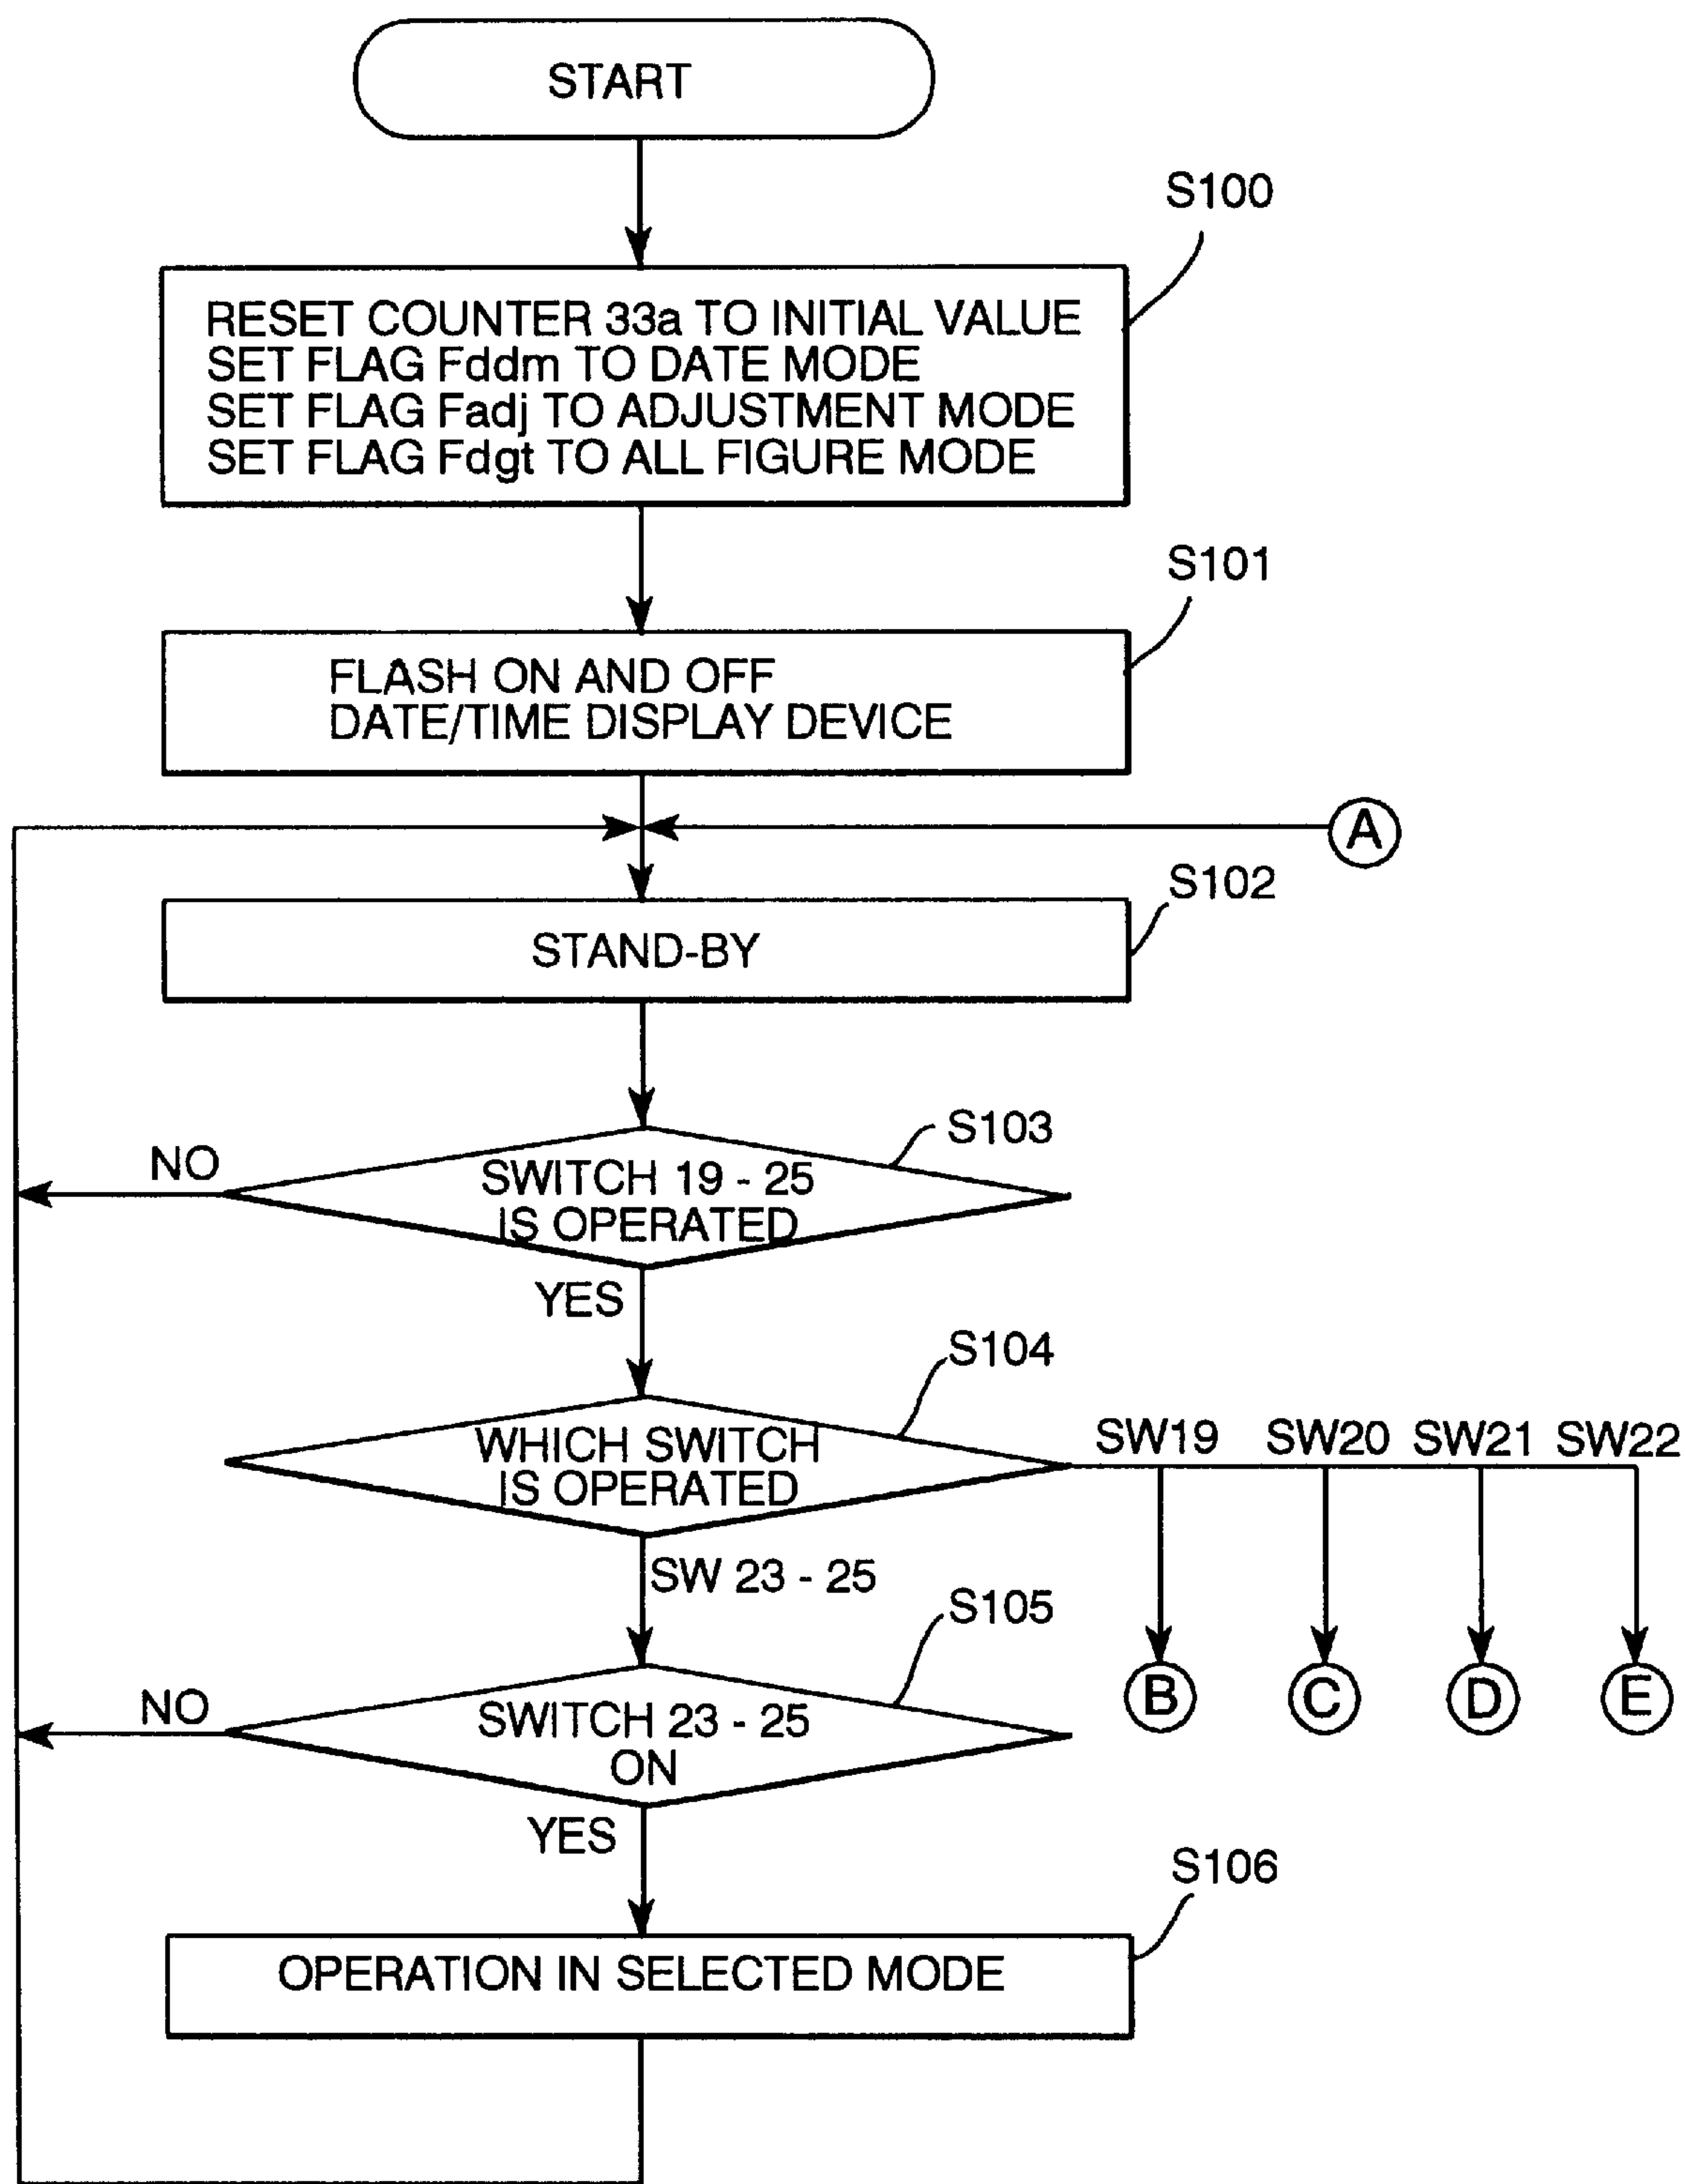 START
S100
RESET COUNTER 33a TO INITIAL VALUE
SET FLAG Fddm TO DATE MODE
SET FLAG Fadj TO ADJUSTMENT MODE
SET FLAG Fdgt TO ALL FIGURE MODE
S101
FLASH ON AND OFF
DATE/TIME DISPLAY DEVICE
A
S102
STAND-BY
S103
NO
SWITCH 19 - 25
IS OPERATED
YES
S104
WHICH SWITCH
IS OPERATED
SW19 SW20 SW21 SW22
SW 23 - 25
S105
B C D E
NO
SWITCH 23 - 25
ON
YES
S106
OPERATION IN SELECTED MODE